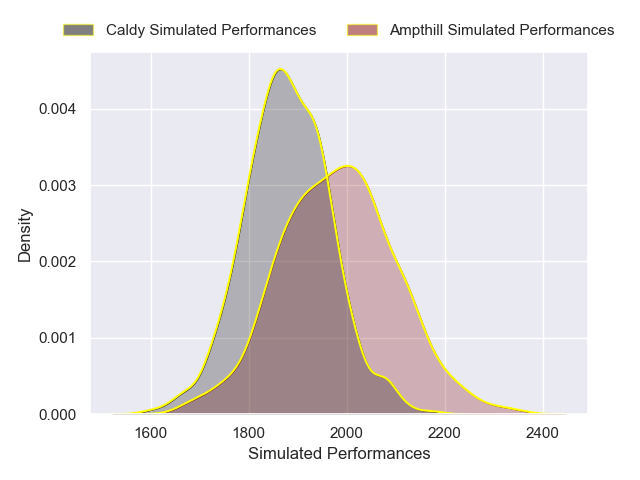 Caldy Simulated Performances Ampthill Simulated Performances
0.004
0.003
0.002
0.001
0.000
Density
1600 1800 2000 2200 2400
Simulated Performances